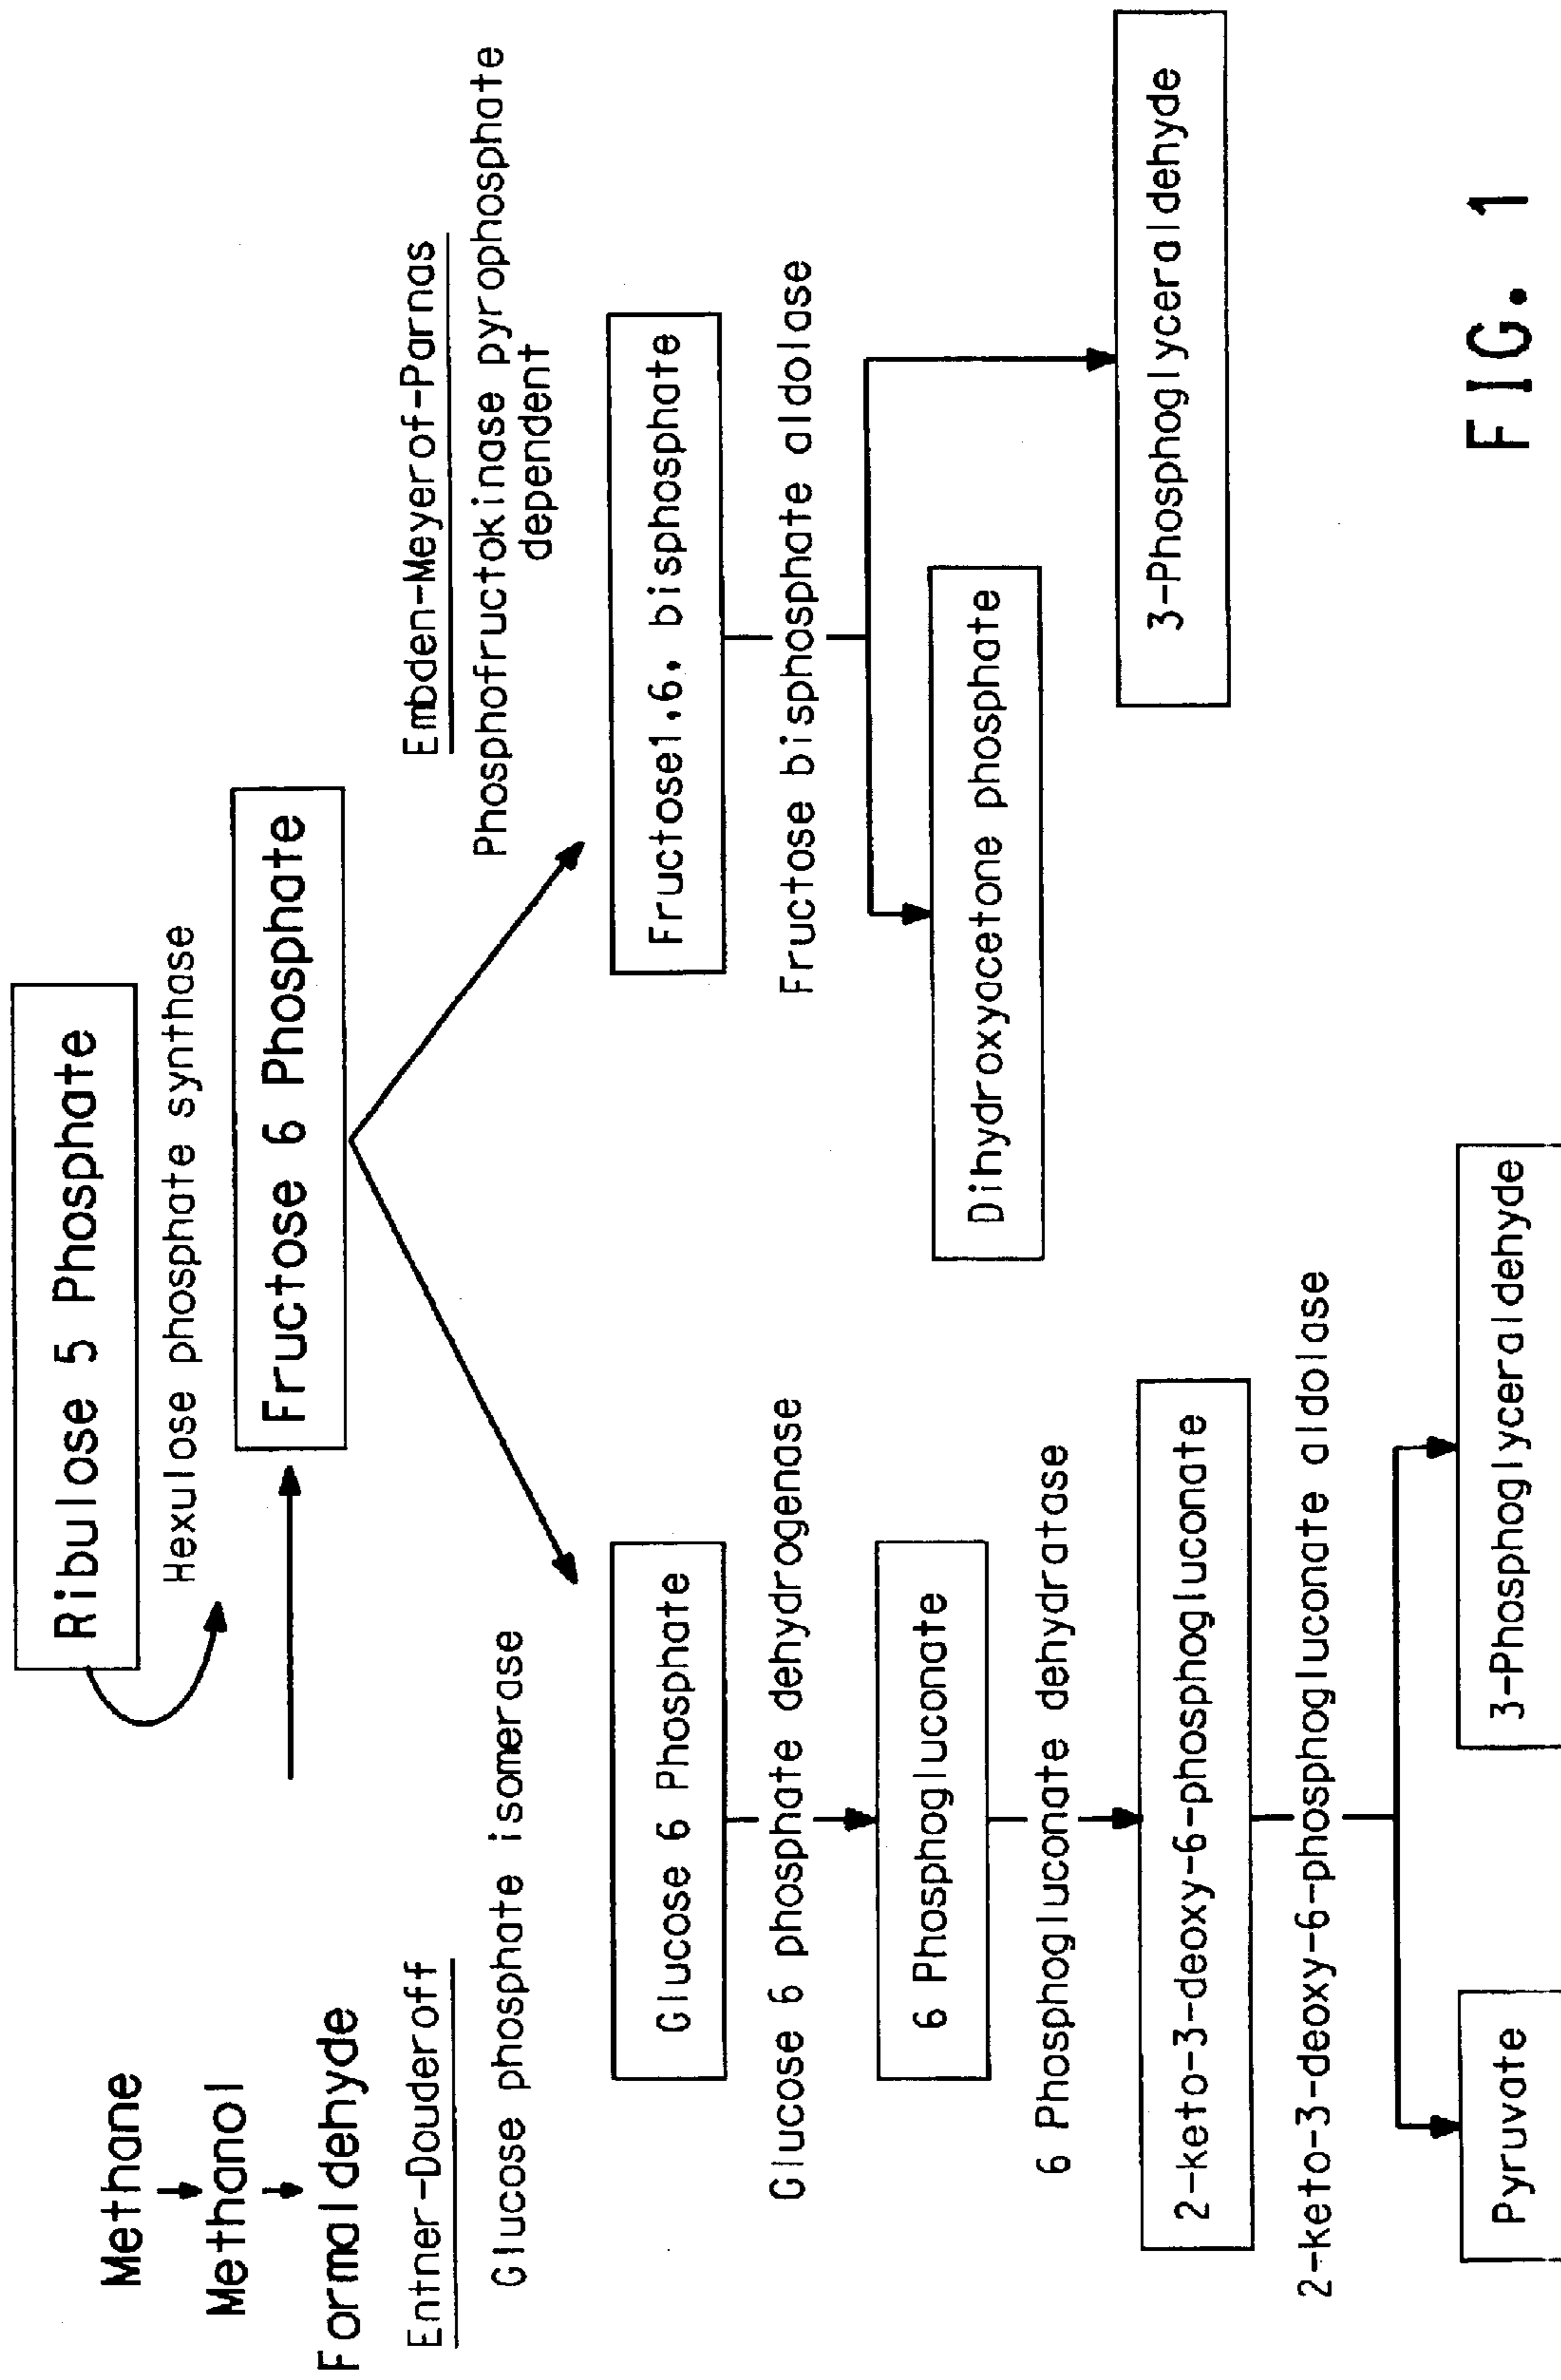 Methane
Methanol
Formaldehyde
Ribulose 5 Phosphate
Hexulose phosphate synthase
Fructose 6 Phosphate
Entner-Douderoff
Glucose phosphate isomerase
Embden-Meyerof-Parnas
Phosphofructokinase pyrophosphate
dependent
Glucose 6 Phosphate
Glucose 6 phosphate dehydrogenase
6 Phosphogluconate
6 Phosphogluconate dehydratase
2-keto-3-deoxy-6-phosphogluconate
2-keto-3-deoxy-6-phosphogluconate aldolase
Pyruvate
3-Phosphoglyceraldehyde
Fructose1,6, bisphosphate
Fructose bisphosphate aldolase
Dihydroxyacetone phosphate
3-Phosphoglyceraldehyde
FIG. 1